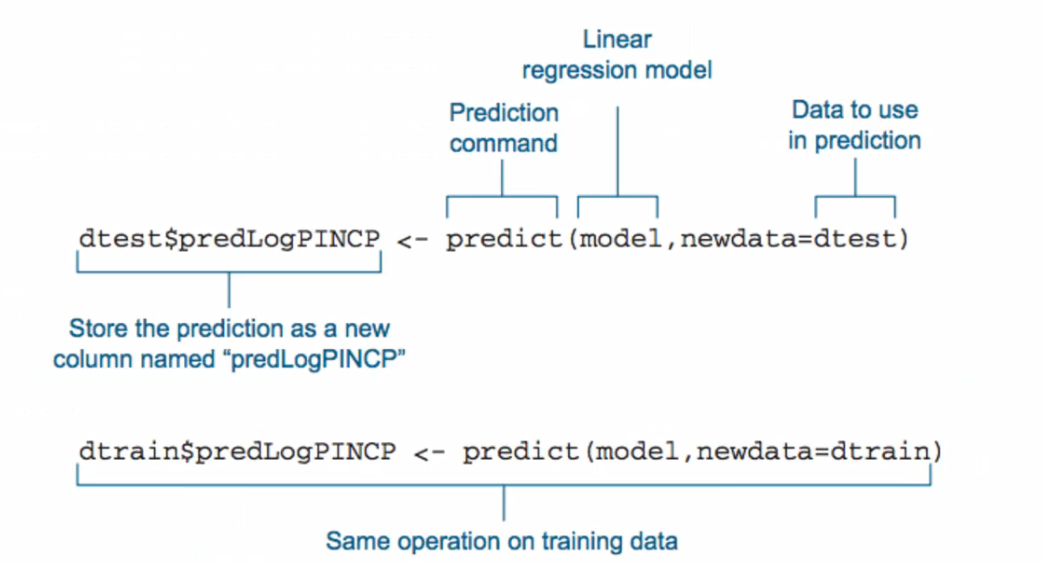 Linear
regression model
Prediction
command
Data to use
in prediction
dtest$predLogPINCP <- predict(model,newdata=dtest)
Store the prediction as a new
column named “predLogPINCP”
dtrain$predLogPINCP <- predict(model,newdata=dtrain)
Same operation on training data